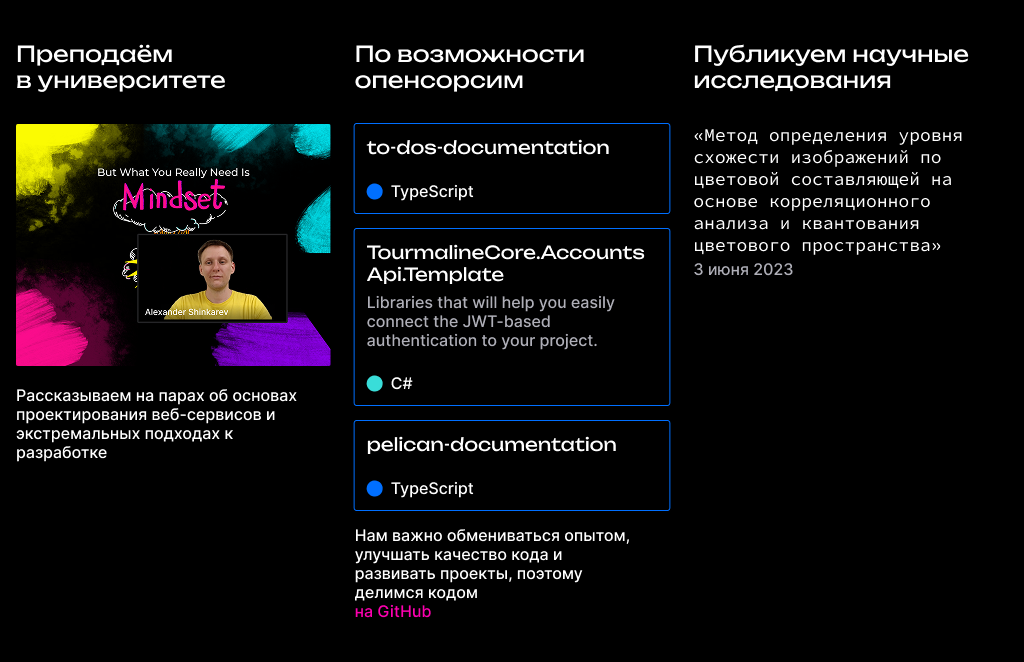 Преподаём
в университете
But What You Really Need Is
Mindset
Alexander Shinkarev
Рассказываем на парах об основах
проектирования веб-сервисов и
экстремальных подходах к
разработке
По возможности
опенсорсим
to-dos-documentation
TypeScript
TourmalineCore.Accounts
Api.Template
Libraries that will help you easily
connect the JWT-based
authentication to your project.
C#
pelican-documentation
TypeScript
Нам важно обмениваться опытом,
улучшать качество кода и
развивать проекты, поэтому
делимся кодом
на GitHub
Публикуем научные
исследования
«Метод определения уровня
схожести изображений по
цветовой составляющей на
основе корреляционного
анализа и квантования
цветового пространства»
3 июня 2023